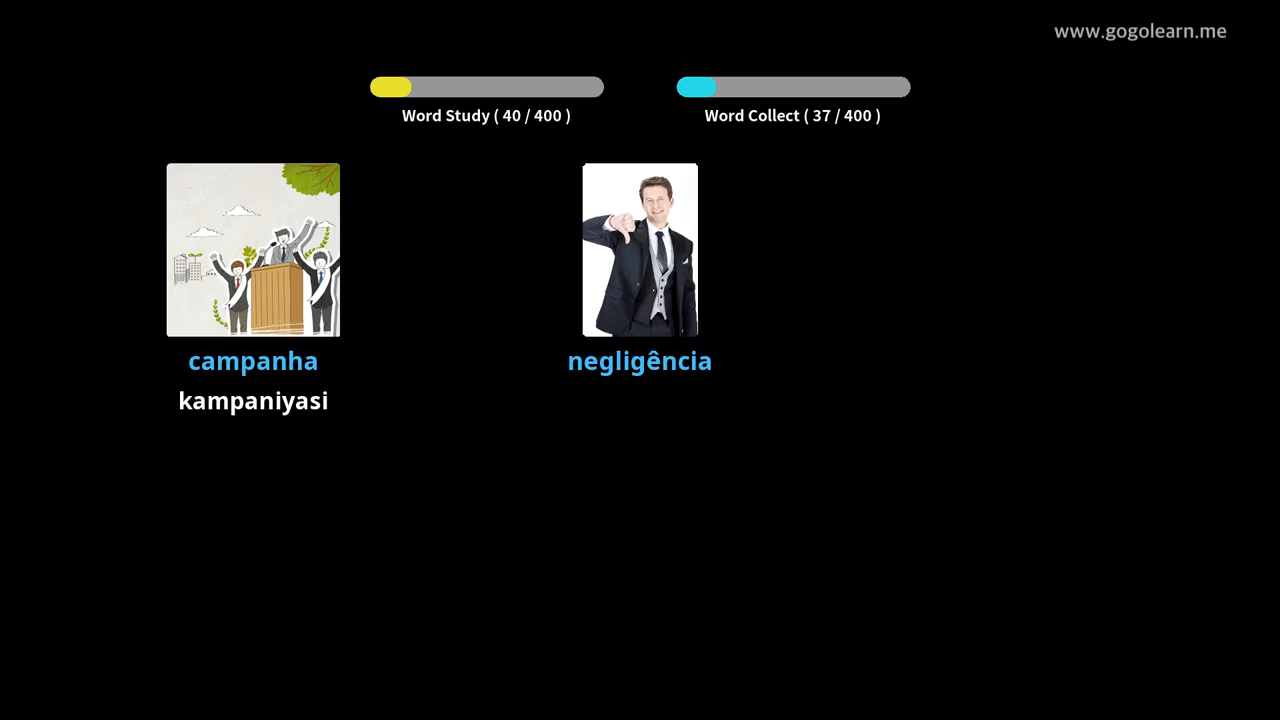 www.gogolearn.me
Word Study ( 40 / 400 )
Word Collect ( 37 / 400 )
campanha
negligência
kampaniyasi